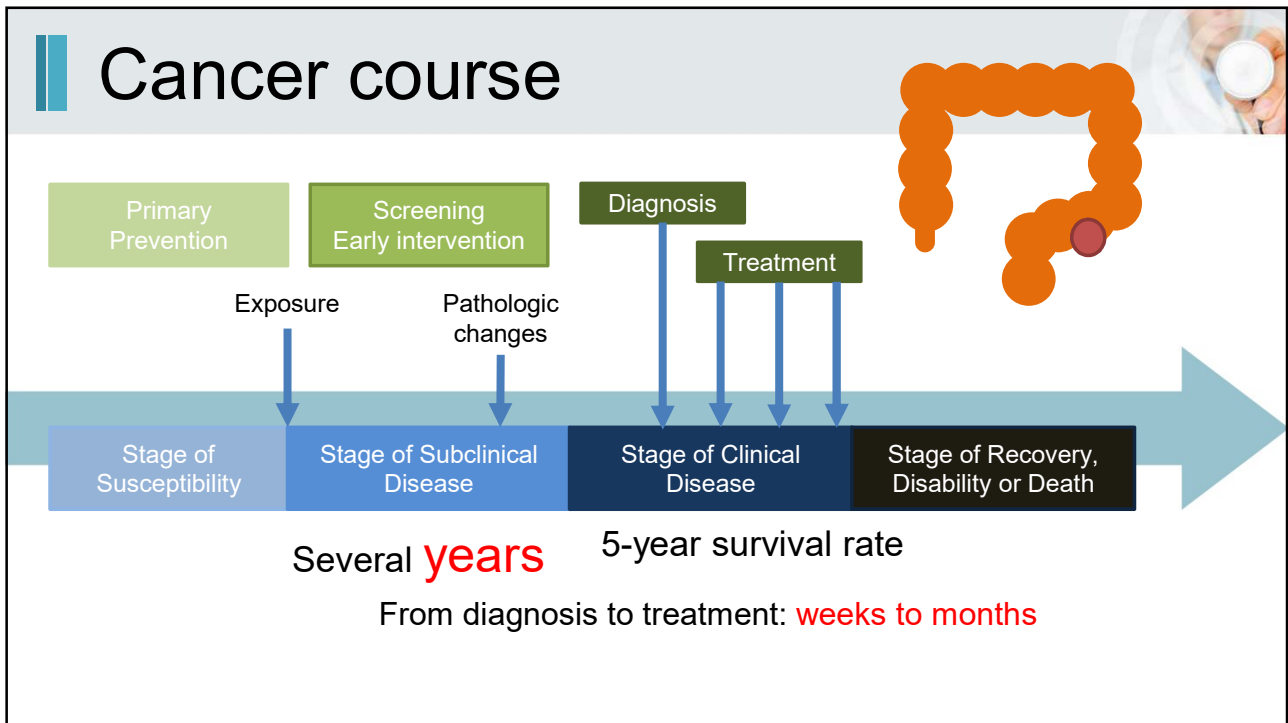 Cancer course
Primary
Prevention
Screening
Early intervention
Diagnosis
Treatment
Exposure
Pathologic
changes
Stage of
Susceptibility
Stage of Subclinical
Disease
Stage of Clinical
Disease
Stage of Recovery,
Disability or Death
Several years
5-year survival rate
From diagnosis to treatment: weeks to months